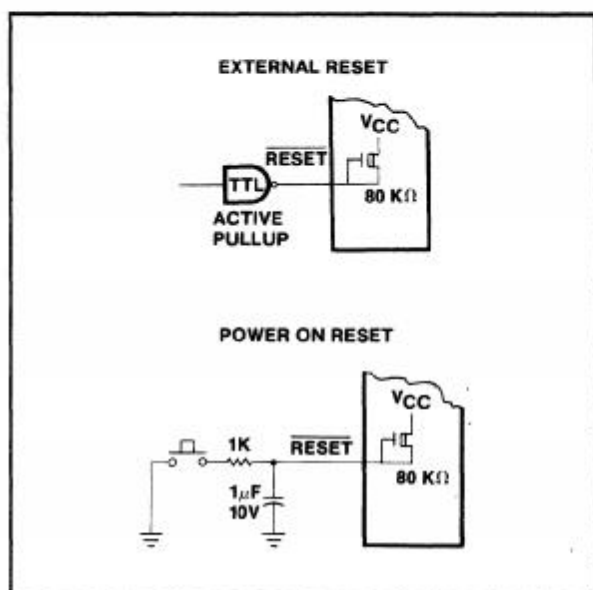 EXTERNAL RESET
VCC
RESET
TTL
80 KΩ
ACTIVE
PULLUP
POWER ON RESET
VCC
1K
RESET
80 KΩ
1μF
10V